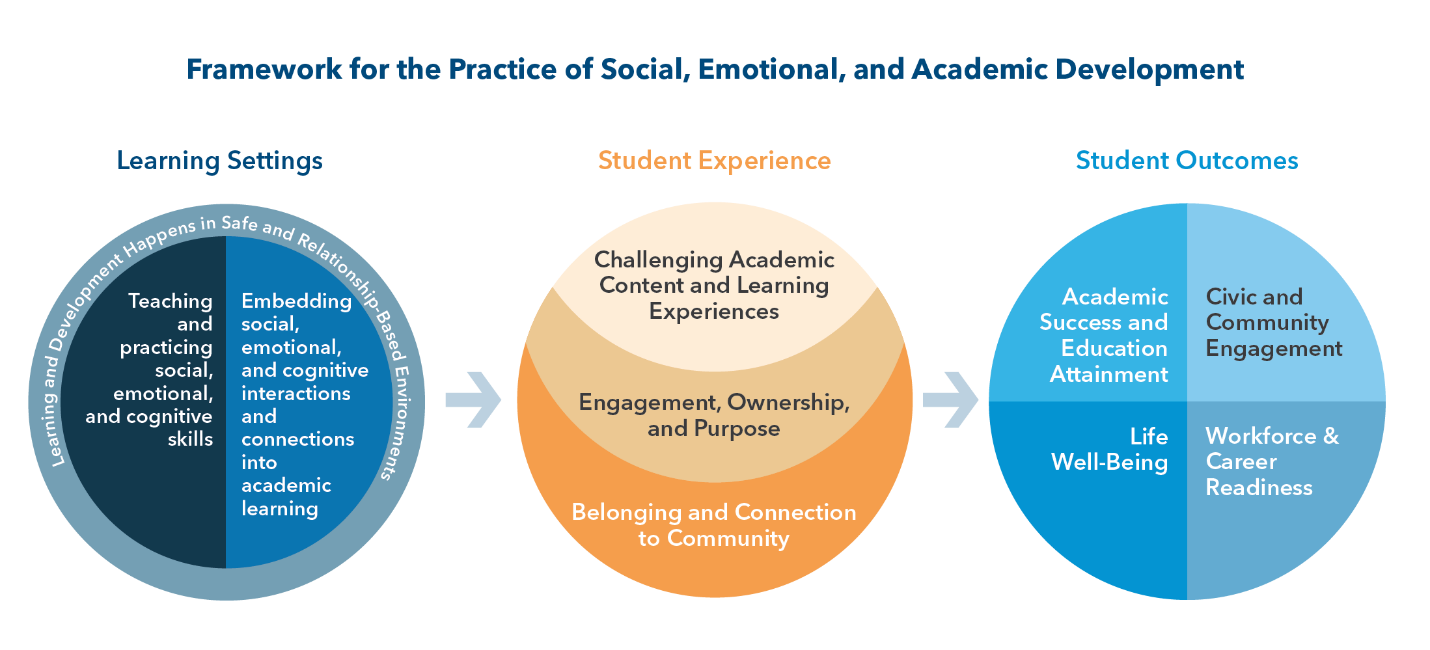 Framework for the Practice of Social, Emotional, and Academic Development
Learning Settings
Learning and Development Happens in Safe and Relationship-Based Environments
Teaching
and
practicing
social,
emotional,
and cognitive
skills
Embedding
social,
emotional,
and cognitive
interactions
and
connections
into
academic
learning
Student Experience
Challenging Academic
Content and Learning
Experiences
Engagement, Ownership,
and Purpose
Belonging and Connection
to Community
Student Outcomes
Academic
Success and
Education
Attainment
Civic and
Community
Engagement
Life
Well-Being
Workforce &
Career
Readiness